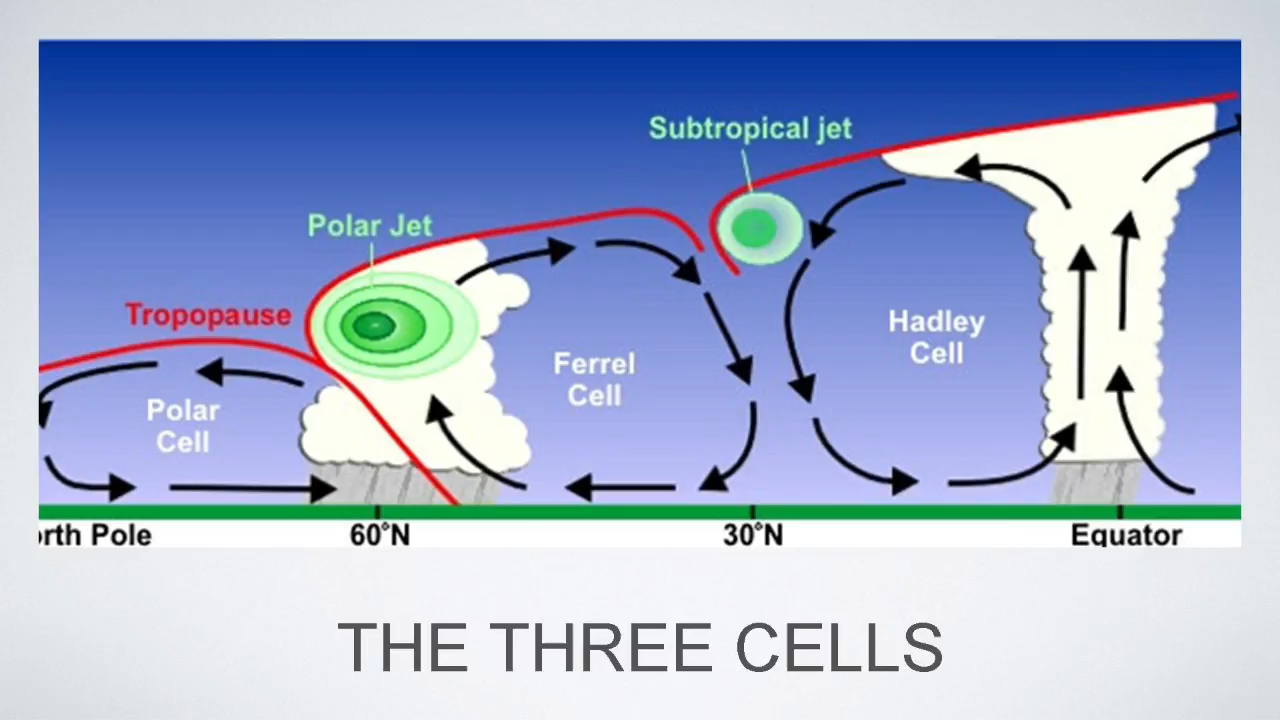 Subtropical jet
Polar Jet
Tropopause
Hadley
Cell
Ferrel
Cell
Polar
Cell
orth Pole
60°N
30°N
Equator
THE THREE CELLS